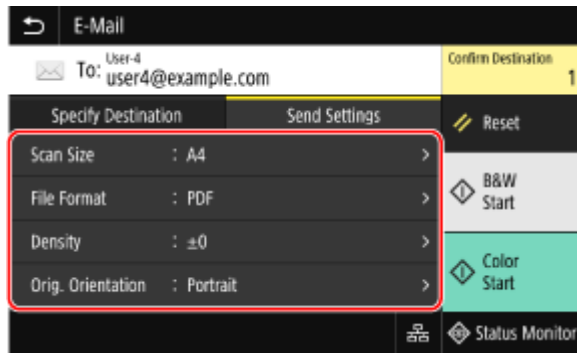 E-Mail
To: User-4
user4@example.com
Confirm Destination
1
Specify Destination
Send Settings
Reset
Scan Size : A4
File Format : PDF
Density : ±0
Orig. Orientation : Portrait
B&W
Start
Color
Start
Status Monitor